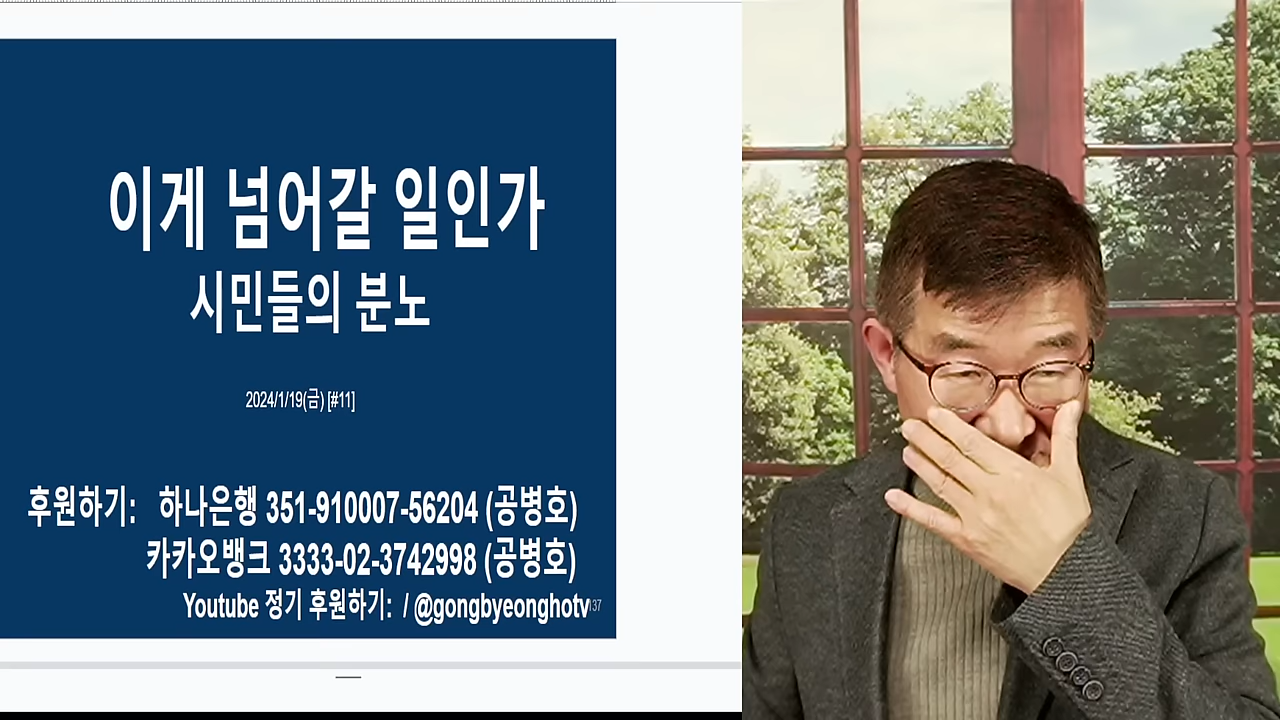 이게 넘어갈 일인가
시민들의 분노
2024/1/19(금) [#11]
후원하기: 하나은행 351-910007-56204 (공병호)
카카오뱅크 3333-02-3742998 (공병호)
Youtube 정기 후원하기: / @gongbyeonghotv
137